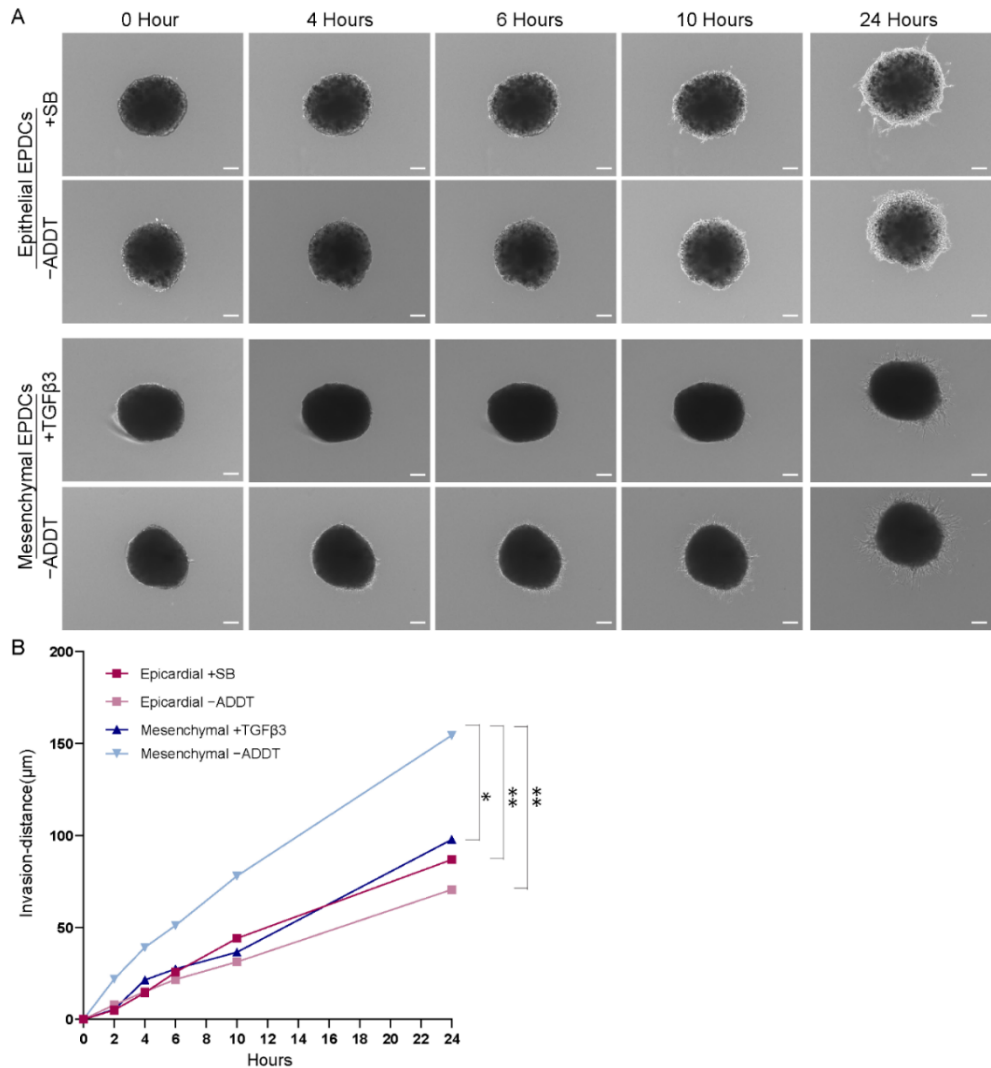 A
0 Hour 4 Hours 6 Hours 10 Hours 24 Hours
Epithelial EPDCs
+SB
−ADDT
Mesenchymal EPDCs
+TGFβ3
−ADDT
B
200
150
100
50
0
Invasion-distance(μm)
Epicardial +SB
Epicardial −ADDT
Mesenchymal +TGFβ3
Mesenchymal −ADDT
*
**
**
0 2 4 6 8 10 12 14 16 18 20 22 24
Hours